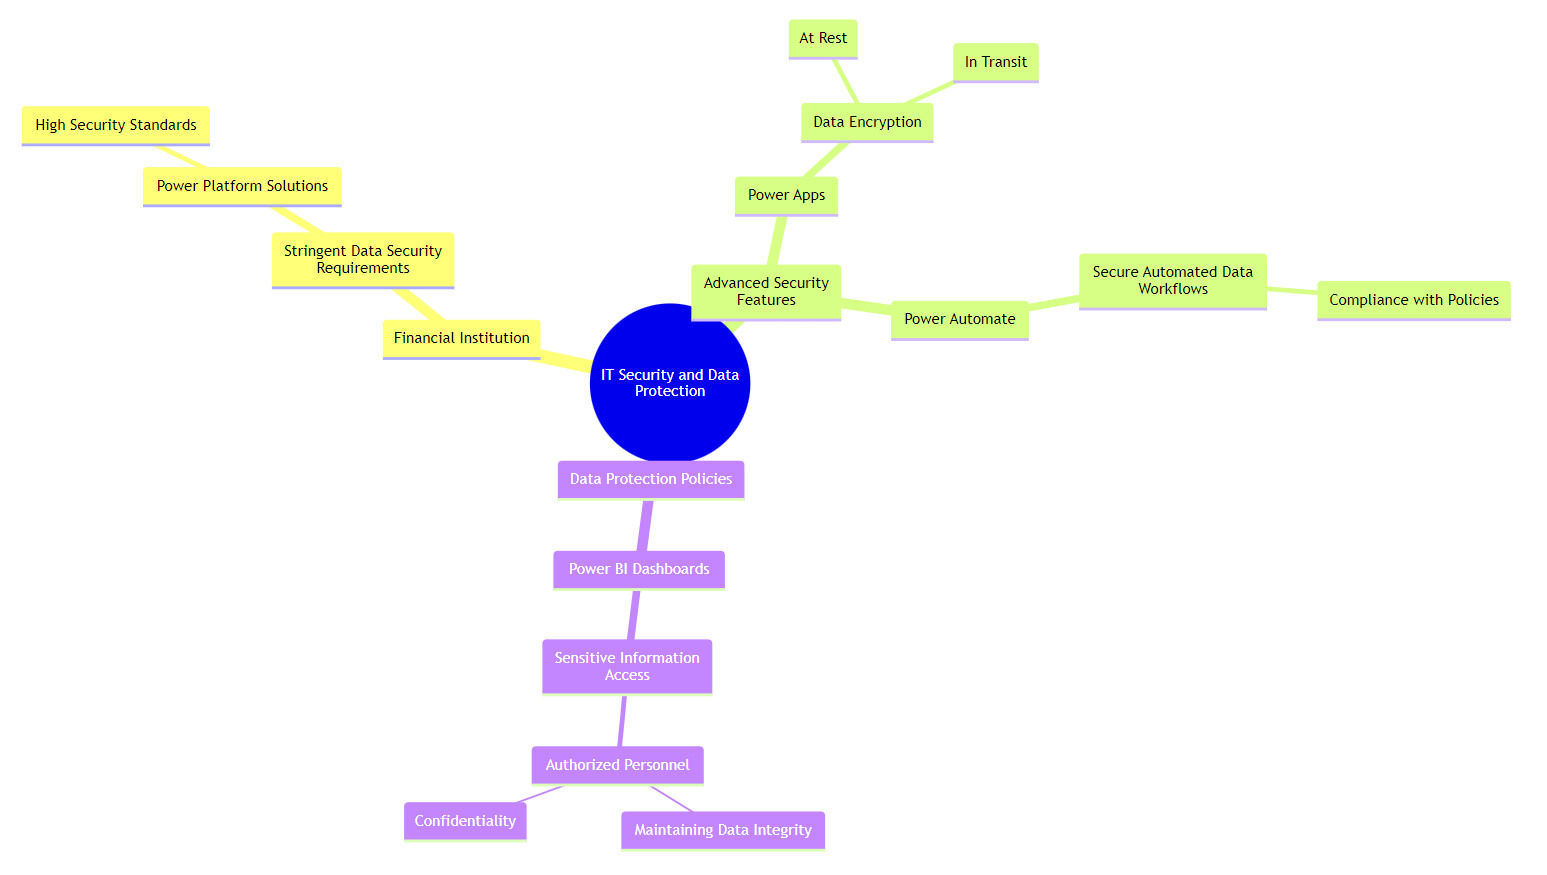 At Rest
In Transit
High Security Standards
Data Encryption
Power Platform Solutions
Power Apps
Stringent Data Security
Requirements
Secure Automated Data
Workflows
Advanced Security
Features
Compliance with Policies
Power Automate
Financial Institution
IT Security and Data
Protection
Data Protection Policies
Power BI Dashboards
Sensitive Information
Access
Authorized Personnel
Confidentiality
Maintaining Data Integrity